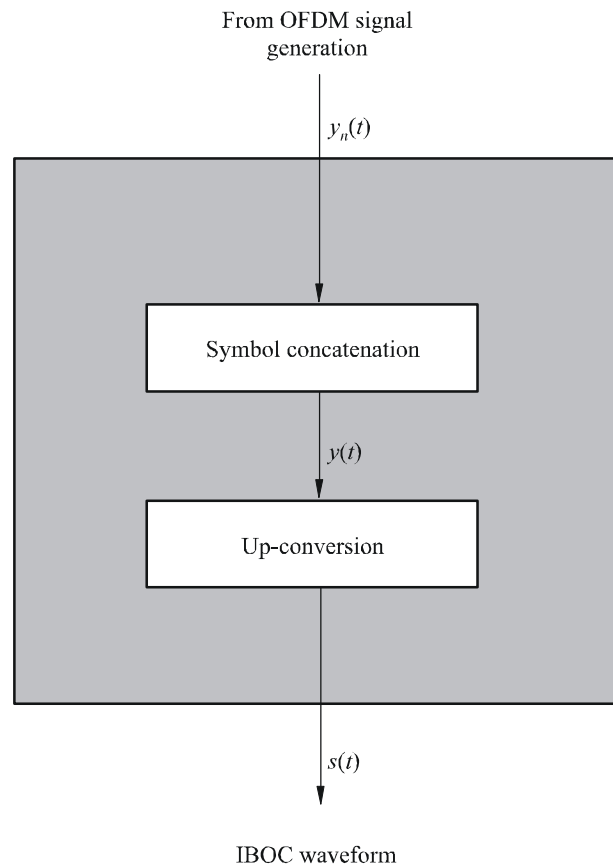 From OFDM signal
generation
yn(t)
Symbol concatenation
y(t)
Up-conversion
s(t)
IBOC waveform